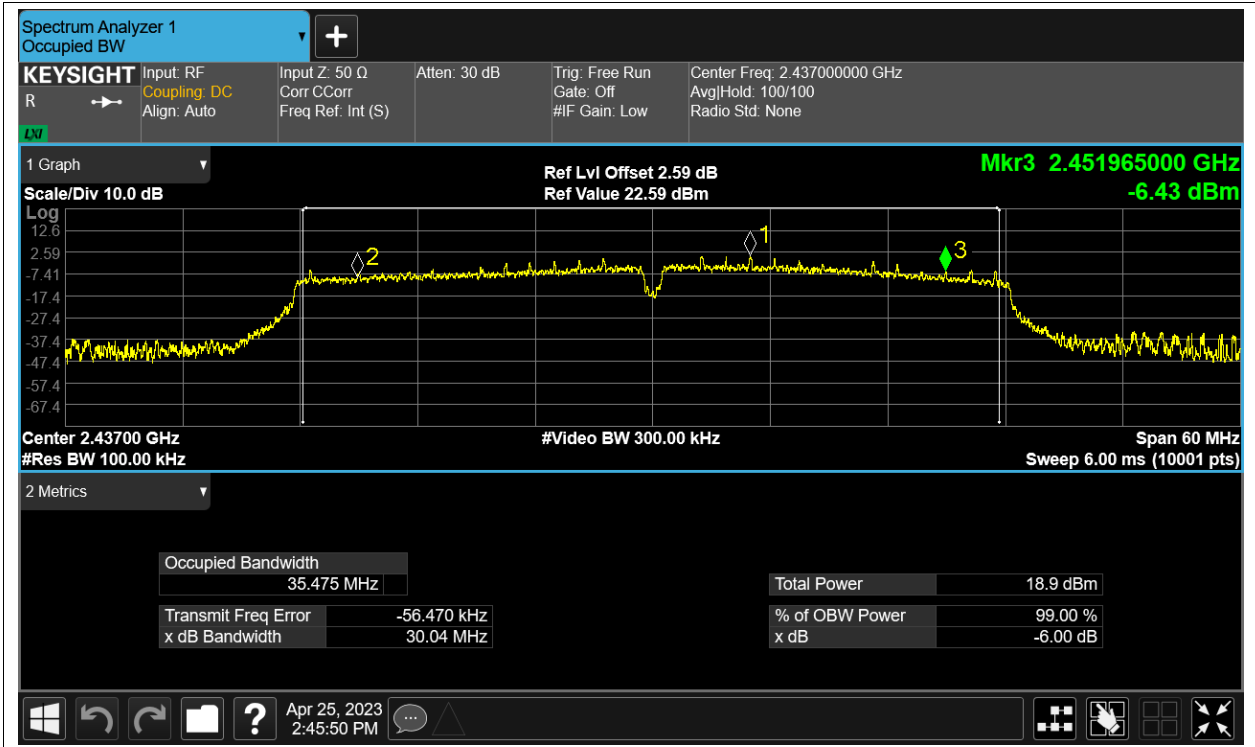 Spectrum Analyzer 1
Occupied BW
+
KEYSIGHT Input: RF Input Z: 50 Ω Atten: 30 dB Trig: Free Run Center Freq: 2.437000000 GHz
R Coupling: DC Corr CCorr Gate: Off Avg|Hold: 100/100
Align: Auto Freq Ref: Int (S) #IF Gain: Low Radio Std: None
LXI
1 Graph Ref Lvl Offset 2.59 dB Mkr3 2.451965000 GHz
Scale/Div 10.0 dB Ref Value 22.59 dBm -6.43 dBm
Log
12.6
2.59
-7.41
-17.4
-27.4
-37.4
-47.4
-57.4
-67.4
2
1
3
Center 2.43700 GHz #Video BW 300.00 kHz Span 60 MHz
#Res BW 100.00 kHz Sweep 6.00 ms (10001 pts)
2 Metrics
Occupied Bandwidth
35.475 MHz Total Power 18.9 dBm
Transmit Freq Error -56.470 kHz % of OBW Power 99.00 %
x dB Bandwidth 30.04 MHz x dB -6.00 dB
? Apr 25, 2023
2:45:50 PM